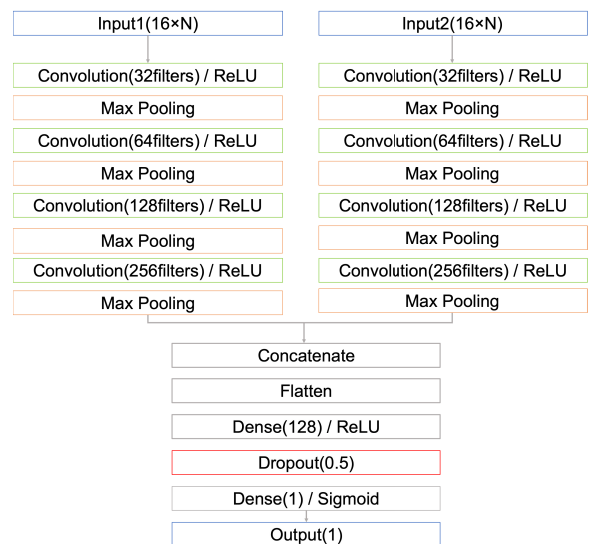 Input1(16×N)
Convolution(32filters) / ReLU
Max Pooling
Convolution(64filters) / ReLU
Max Pooling
Convolution(128filters) / ReLU
Max Pooling
Convolution(256filters) / ReLU
Max Pooling
Input2(16×N)
Convolution(32filters) / ReLU
Max Pooling
Convolution(64filters) / ReLU
Max Pooling
Convolution(128filters) / ReLU
Max Pooling
Convolution(256filters) / ReLU
Max Pooling
Concatenate
Flatten
Dense(128) / ReLU
Dropout(0.5)
Dense(1) / Sigmoid
Output(1)